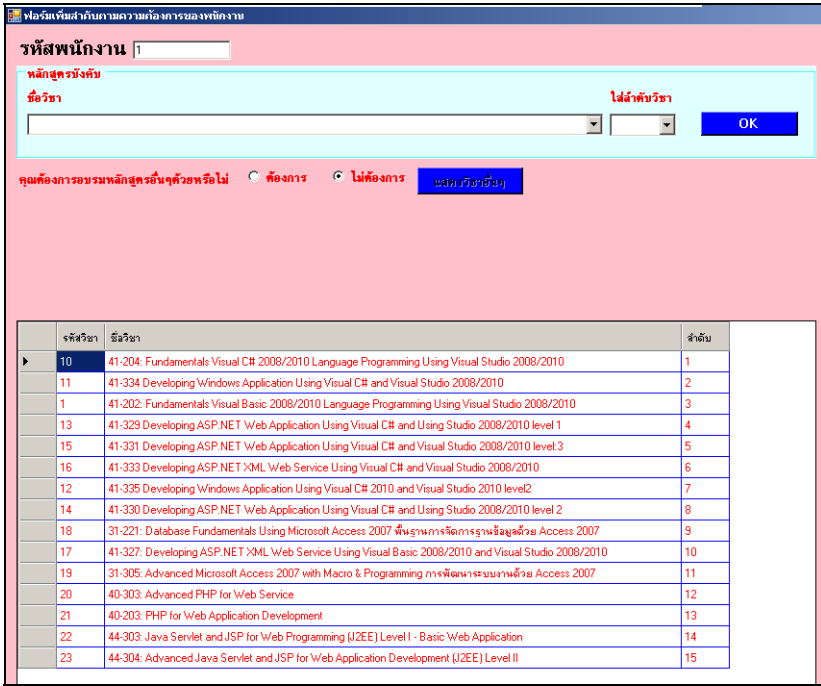 ฟอร์มเพิ่มลำดับตามความต้องการของพนักงาน
รหัสพนักงาน 1
หลักสูตรบังคับ
ชื่อวิชา ใส่ลำดับวิชา
OK
คุณต้องการอบรมหลักสูตรอื่นๆด้วยหรือไม่ ต้องการ ไม่ต้องการ แสดงวิชาอื่นๆ
รหัสวิชา ชื่อวิชา ลำดับ
10 41-204: Fundamentals Visual C# 2008/2010 Language Programming Using Visual Studio 2008/2010 1
11 41-334 Developing Windows Application Using Visual C# and Visual Studio 2008/2010 2
1 41-202: Fundamentals Visual Basic 2008/2010 Language Programming Using Visual Studio 2008/2010 3
13 41-329 Developing ASP.NET Web Application Using Visual C# and Using Studio 2008/2010 level 1 4
15 41-331 Developing ASP.NET Web Application Using Visual C# and Visual Studio 2008/2010 level:3 5
16 41-333 Developing ASP.NET XML Web Service Using Visual C# and Visual Studio 2008/2010 6
12 41-335 Developing Windows Application Using Visual C# 2010 and Visual Studio 2010 level2 7
14 41-330 Developing ASP.NET Web Application Using Visual C# and Using Studio 2008/2010 level 2 8
18 31-221: Database Fundamentals Using Microsoft Access 2007 พื้นฐานการจัดการฐานข้อมูลด้วย Access 2007 9
17 41-327: Developing ASP.NET XML Web Service Using Visual Basic 2008/2010 and Visual Studio 2008/2010 10
19 31-305: Advanced Microsoft Access 2007 with Macro & Programming การพัฒนาระบบงานด้วย Access 2007 11
20 40-303: Advanced PHP for Web Service 12
21 40-203: PHP for Web Application Development 13
22 44-303: Java Servlet and JSP for Web Programming (J2EE) Level I - Basic Web Application 14
23 44-304: Advanced Java Servlet and JSP for Web Application Development (J2EE) Level II 15